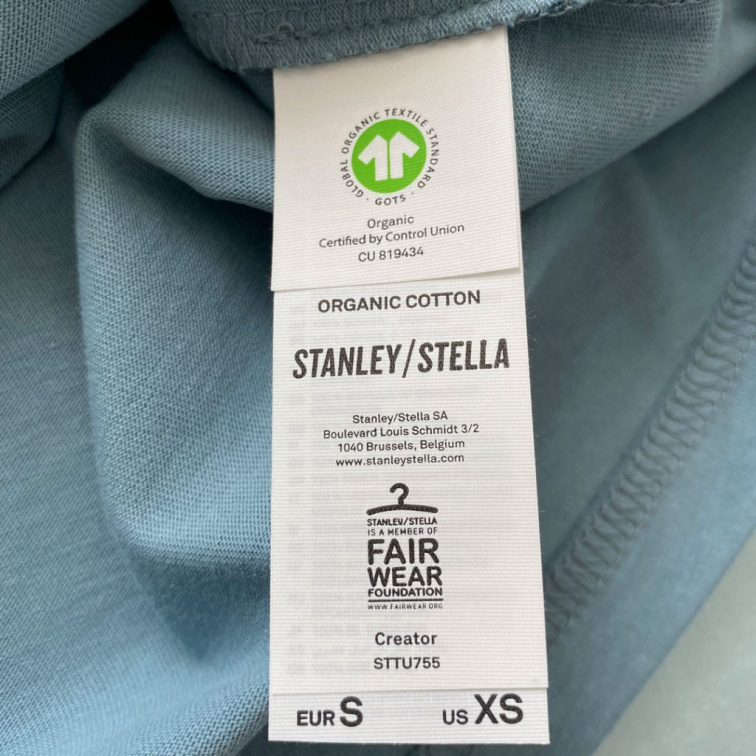 GLOBAL ORGANIC TEXTILE STANDARD · GOTS ·
Organic
Certified by Control Union
CU 819434
ORGANIC COTTON
STANLEY/STELLA
Stanley/Stella SA
Boulevard Louis Schmidt 3/2
1040 Brussels, Belgium
www.stanleystella.com
STANLEY/STELLA
IS A MEMBER OF
FAIR
WEAR
FOUNDATION
WWW.FAIRWEAR.ORG
Creator
STTU755
EUR S US XS